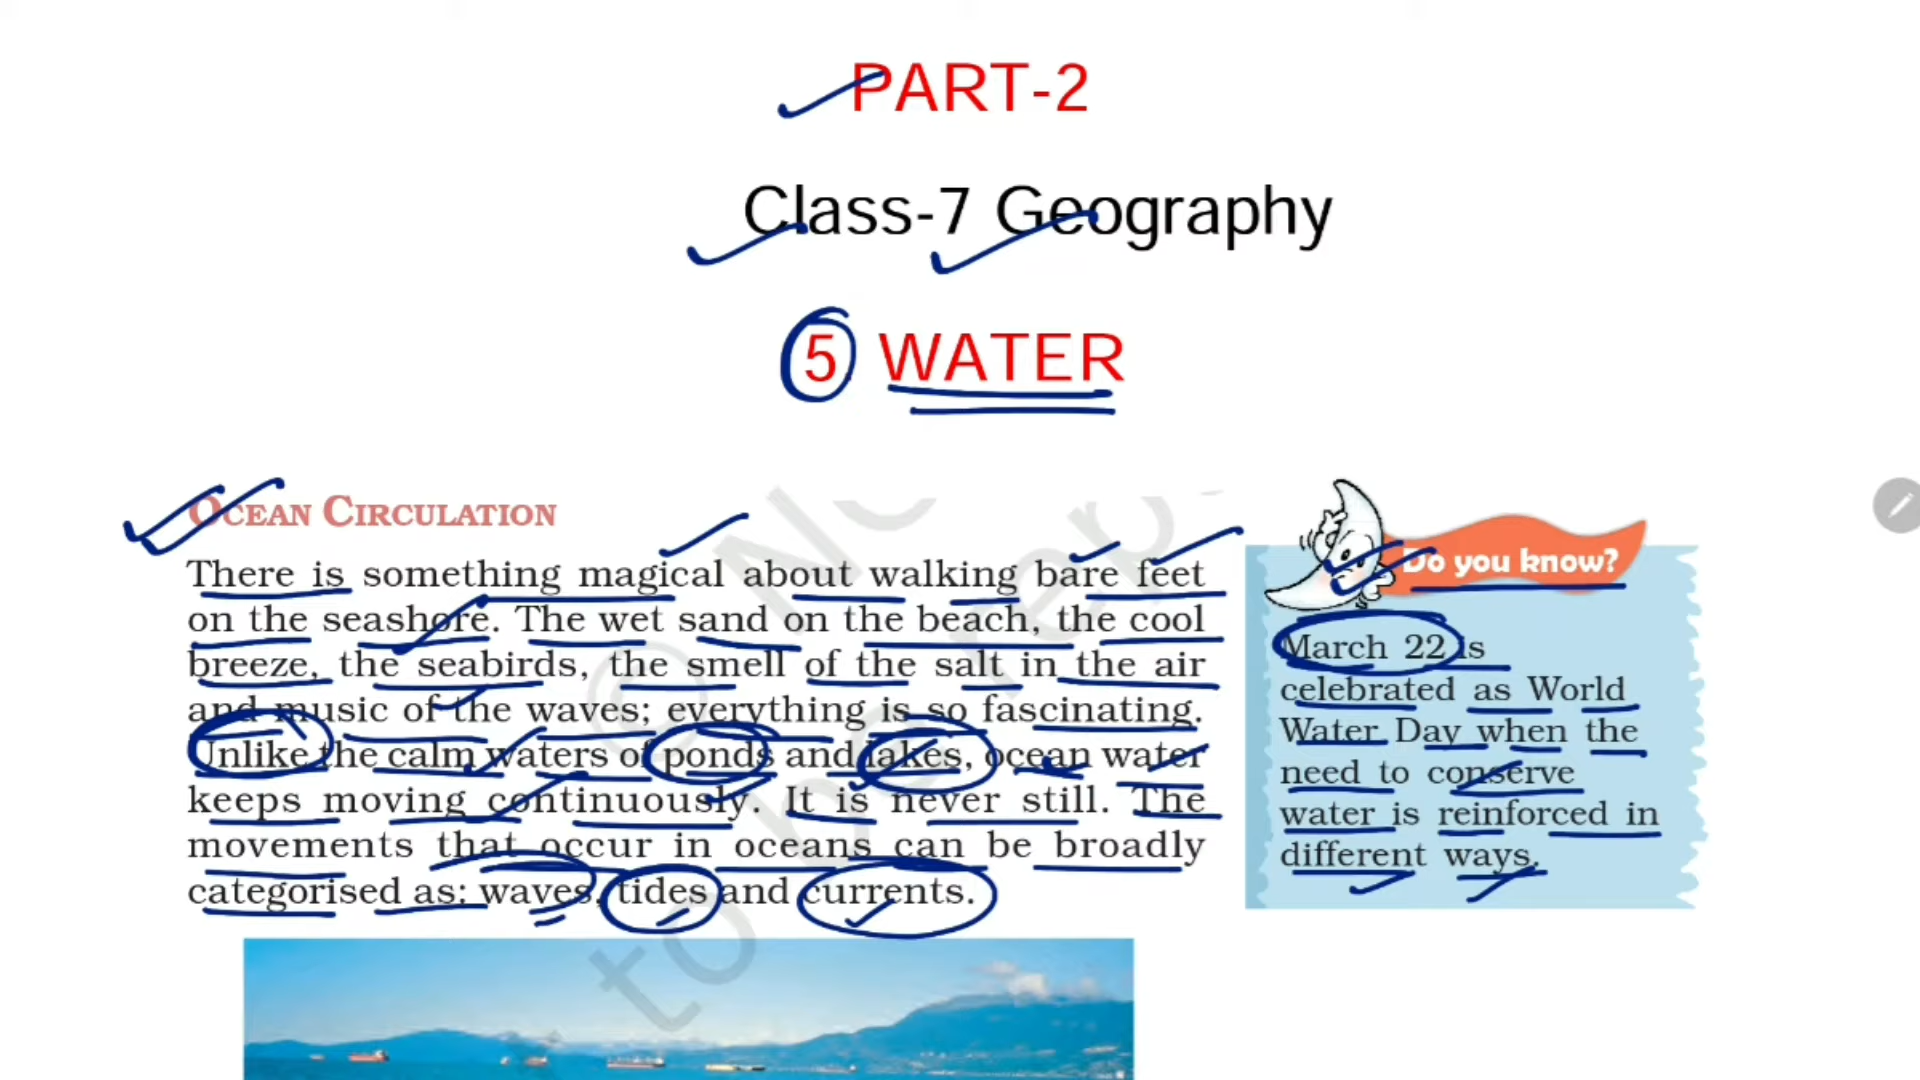 PART-2
Class-7 Geography
5 WATER
OCEAN CIRCULATION
There is something magical about walking bare feet
on the seashore. The wet sand on the beach, the cool
breeze, the seabirds, the smell of the salt in the air
and music of the waves; everything is so fascinating.
Unlike the calm waters of ponds and lakes, ocean water
keeps moving continuously. It is never still. The
movements that occur in oceans can be broadly
categorised as: waves, tides and currents.
Do you know?
March 22 is
celebrated as World
Water Day when the
need to conserve
water is reinforced in
different ways.